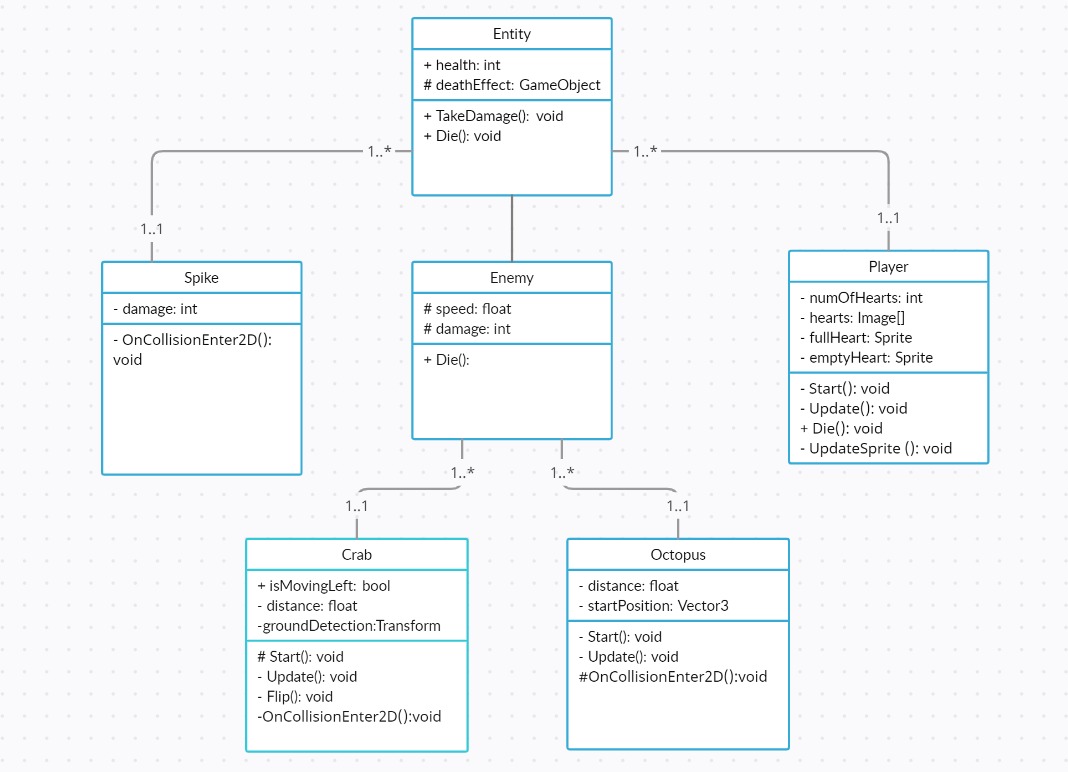 Entity
+ health: int
# deathEffect: GameObject
+ TakeDamage(): void
+ Die(): void
1..*
1..*
1..1
1..1
Spike
- damage: int
- OnCollisionEnter2D():
void
Enemy
# speed: float
# damage: int
+ Die():
Player
- numOfHearts: int
- hearts: Image[]
- fullHeart: Sprite
- emptyHeart: Sprite
- Start(): void
- Update(): void
+ Die(): void
- UpdateSprite (): void
1..*
1..*
1..1
1..1
Crab
+ isMovingLeft: bool
- distance: float
-groundDetection:Transform
# Start(): void
- Update(): void
- Flip(): void
-OnCollisionEnter2D():void
Octopus
- distance: float
- startPosition: Vector3
- Start(): void
- Update(): void
#OnCollisionEnter2D():void